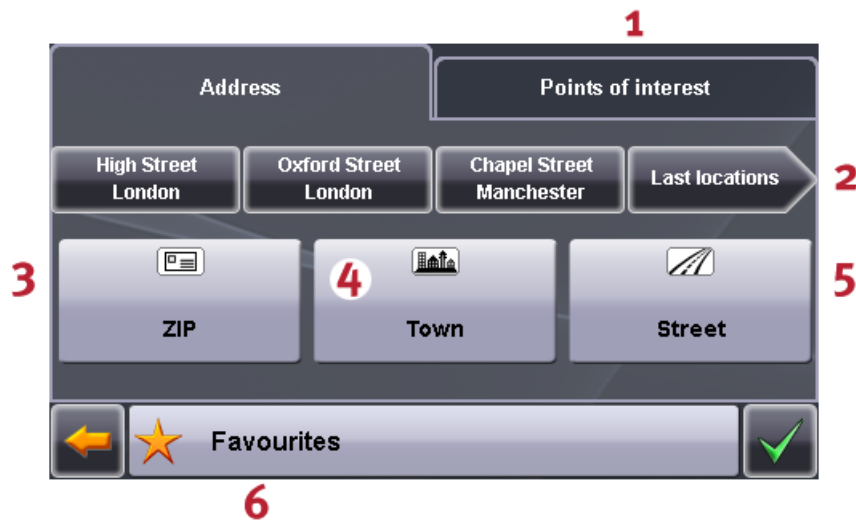 1
Address
Points of interest
High Street
London
Oxford Street
London
Chapel Street
Manchester
Last locations
2
3
ZIP
4
Town
Street
5
Favourites
6